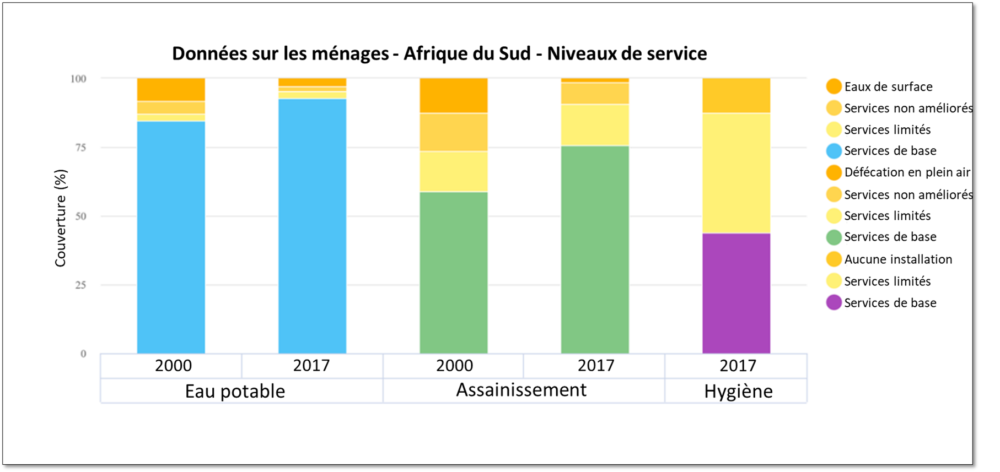 Données sur les ménages - Afrique du Sud - Niveaux de service
Couverture (%)
100
75
50
25
0
2000
2017
2000
2017
2017
Eau potable
Assainissement
Hygiène
Eaux de surface
Services non améliorés
Services limités
Services de base
Défécation en plein air
Services non améliorés
Services limités
Services de base
Aucune installation
Services limités
Services de base